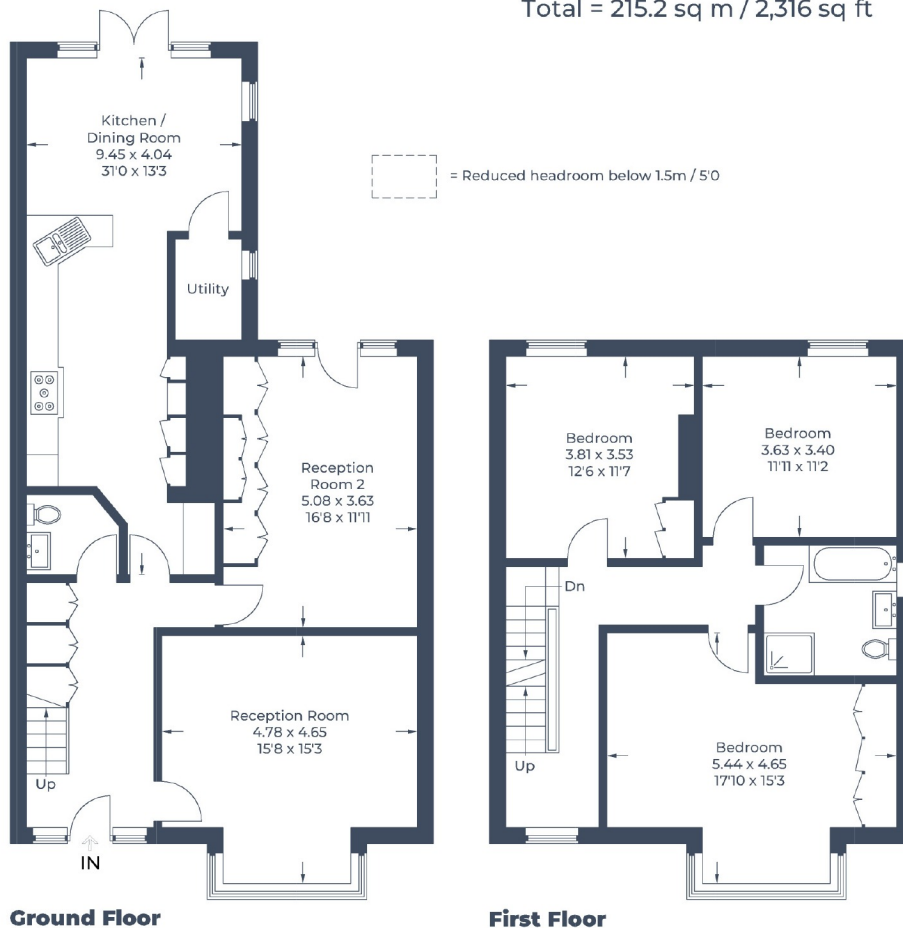 Total = 215.2 sq m / 2,316 sq ft
Kitchen /
Dining Room
9.45 x 4.04
31'0 x 13'3
= Reduced headroom below 1.5m / 5'0
Utility
Reception
Room 2
5.08 x 3.63
16'8 x 11'11
Reception Room
4.78 x 4.65
15'8 x 15'3
Up
IN
Ground Floor
Bedroom
3.81 x 3.53
12'6 x 11'7
Bedroom
3.63 x 3.40
11'11 x 11'2
Dn
Up
Bedroom
5.44 x 4.65
17'10 x 15'3
First Floor